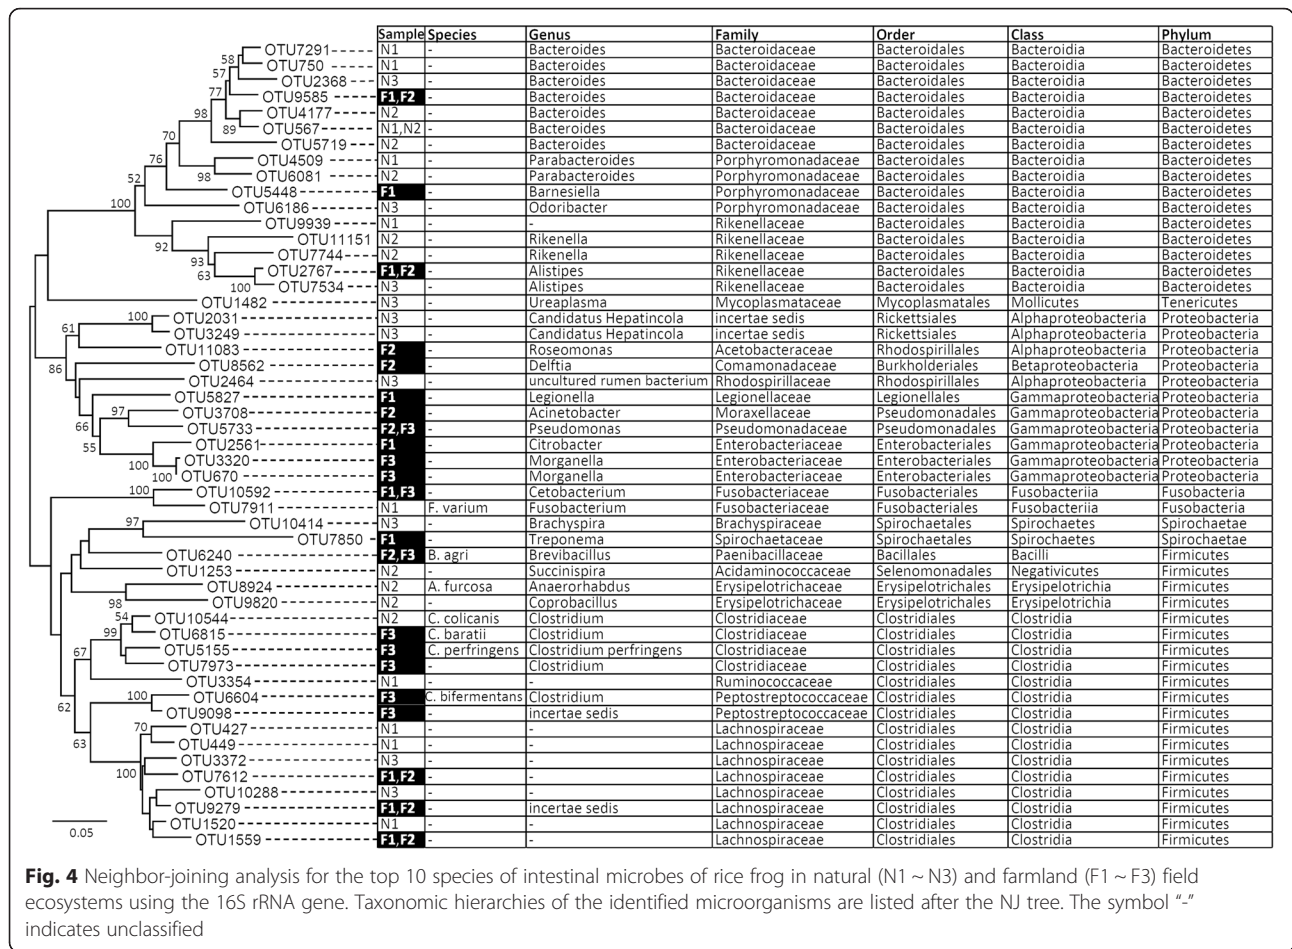 Sample Species Genus Family Order Class Phylum
OTU7291 N1 - Bacteroides Bacteroidaceae Bacteroidales Bacteroidia Bacteroidetes
58
OTU750 N1 - Bacteroides Bacteroidaceae Bacteroidales Bacteroidia Bacteroidetes
57
OTU2368 N3 - Bacteroides Bacteroidaceae Bacteroidales Bacteroidia Bacteroidetes
77
OTU9585 F1,F2 - Bacteroides Bacteroidaceae Bacteroidales Bacteroidia Bacteroidetes
98
OTU4177 N2 - Bacteroides Bacteroidaceae Bacteroidales Bacteroidia Bacteroidetes
89
OTU567 N1,N2 - Bacteroides Bacteroidaceae Bacteroidales Bacteroidia Bacteroidetes
70
OTU5719 N2 - Bacteroides Bacteroidaceae Bacteroidales Bacteroidia Bacteroidetes
76
OTU4509 N1 - Parabacteroides Porphyromonadaceae Bacteroidales Bacteroidia Bacteroidetes
98
OTU6081 N2 - Parabacteroides Porphyromonadaceae Bacteroidales Bacteroidia Bacteroidetes
52
OTU5448 F1 - Barnesiella Porphyromonadaceae Bacteroidales Bacteroidia Bacteroidetes
100
OTU6186 N3 - Odoribacter Porphyromonadaceae Bacteroidales Bacteroidia Bacteroidetes
OTU9939 N1 - - Rikenellaceae Bacteroidales Bacteroidia Bacteroidetes
92
OTU11151 N2 - Rikenella Rikenellaceae Bacteroidales Bacteroidia Bacteroidetes
93
OTU7744 N2 - Rikenella Rikenellaceae Bacteroidales Bacteroidia Bacteroidetes
63
OTU2767 F1,F2 - Alistipes Rikenellaceae Bacteroidales Bacteroidia Bacteroidetes
100
OTU7534 N3 - Alistipes Rikenellaceae Bacteroidales Bacteroidia Bacteroidetes
OTU1482 N3 - Ureaplasma Mycoplasmataceae Mycoplasmatales Mollicutes Tenericutes
100
OTU2031 N3 - Candidatus Hepatincola incertae sedis Rickettsiales Alphaproteobacteria Proteobacteria
61
OTU3249 N3 - Candidatus Hepatincola incertae sedis Rickettsiales Alphaproteobacteria Proteobacteria
OTU11083 F2 - Roseomonas Acetobacteraceae Rhodospirillales Alphaproteobacteria Proteobacteria
86
OTU8562 F2 - Delftia Comamonadaceae Burkholderiales Betaproteobacteria Proteobacteria
OTU2464 N3 - uncultured rumen bacterium Rhodospirillaceae Rhodospirillales Alphaproteobacteria Proteobacteria
OTU5827 F1 - Legionella Legionellaceae Legionellales Gammaproteobacteria Proteobacteria
97
OTU3708 F2 - Acinetobacter Moraxellaceae Pseudomonadales Gammaproteobacteria Proteobacteria
66
OTU5733 F2,F3 - Pseudomonas Pseudomonadaceae Pseudomonadales Gammaproteobacteria Proteobacteria
55
OTU2561 F1 - Citrobacter Enterobacteriaceae Enterobacteriales Gammaproteobacteria Proteobacteria
100
OTU3320 F3 - Morganella Enterobacteriaceae Enterobacteriales Gammaproteobacteria Proteobacteria
100
OTU670 F3 - Morganella Enterobacteriaceae Enterobacteriales Gammaproteobacteria Proteobacteria
100
OTU10592 F1,F3 - Cetobacterium Fusobacteriaceae Fusobacteriales Fusobacteriia Fusobacteria
OTU7911 N1 F. varium Fusobacterium Fusobacteriaceae Fusobacteriales Fusobacteriia Fusobacteria
97
OTU10414 N3 - Brachyspira Brachyspiraceae Spirochaetales Spirochaetes Spirochaetae
OTU7850 F1 - Treponema Spirochaetaceae Spirochaetales Spirochaetes Spirochaetae
OTU6240 F2,F3 B. agri Brevibacillus Paenibacillaceae Bacillales Bacilli Firmicutes
OTU1253 N2 - Succinispira Acidaminococcaceae Selenomonadales Negativicutes Firmicutes
OTU8924 N2 A. furcosa Anaerorhabdus Erysipelotrichaceae Erysipelotrichales Erysipelotrichia Firmicutes
98
OTU9820 N2 - Coprobacillus Erysipelotrichaceae Erysipelotrichales Erysipelotrichia Firmicutes
54
OTU10544 N2 C. colicanis Clostridium Clostridiaceae Clostridiales Clostridia Firmicutes
99
OTU6815 F3 C. baratii Clostridium Clostridiaceae Clostridiales Clostridia Firmicutes
67
OTU5155 F3 C. perfringens Clostridium perfringens Clostridiaceae Clostridiales Clostridia Firmicutes
OTU7973 F3 - Clostridium Clostridiaceae Clostridiales Clostridia Firmicutes
OTU3354 N1 - - Ruminococcaceae Clostridiales Clostridia Firmicutes
100
OTU6604 F3 C. bifermentans Clostridium Peptostreptococcaceae Clostridiales Clostridia Firmicutes
62
OTU9098 F3 - incertae sedis Peptostreptococcaceae Clostridiales Clostridia Firmicutes
70
OTU427 N1 - - Lachnospiraceae Clostridiales Clostridia Firmicutes
63
OTU449 N1 - - Lachnospiraceae Clostridiales Clostridia Firmicutes
OTU3372 N3 - - Lachnospiraceae Clostridiales Clostridia Firmicutes
100
OTU7612 F1,F2 - - Lachnospiraceae Clostridiales Clostridia Firmicutes
OTU10288 N3 - - Lachnospiraceae Clostridiales Clostridia Firmicutes
OTU9279 F1,F2 - incertae sedis Lachnospiraceae Clostridiales Clostridia Firmicutes
OTU1520 N1 - - Lachnospiraceae Clostridiales Clostridia Firmicutes
0.05
OTU1559 F1,F2 - - Lachnospiraceae Clostridiales Clostridia Firmicutes
Fig. 4 Neighbor-joining analysis for the top 10 species of intestinal microbes of rice frog in natural (N1 ~ N3) and farmland (F1 ~ F3) field
ecosystems using the 16S rRNA gene. Taxonomic hierarchies of the identified microorganisms are listed after the NJ tree. The symbol “-”
indicates unclassified